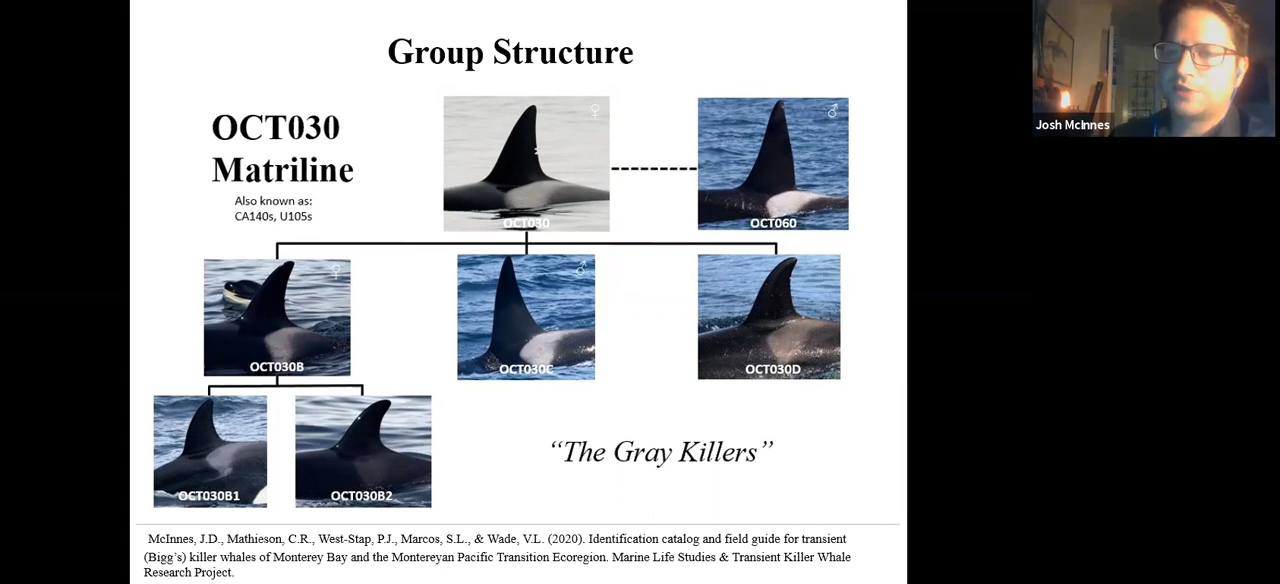 Group Structure
OCT030
Matriline
Also known as:
CA140s, U105s
OCT030
OCT060
OCT030B
OCT030C
OCT030D
OCT030B1
OCT030B2
“The Gray Killers”
McInnes, J.D., Mathieson, C.R., West-Stap, P.J., Marcos, S.L., & Wade, V.L. (2020). Identification catalog and field guide for transient
(Bigg’s) killer whales of Monterey Bay and the Montereyan Pacific Transition Ecoregion. Marine Life Studies & Transient Killer Whale
Research Project.
Josh McInnes